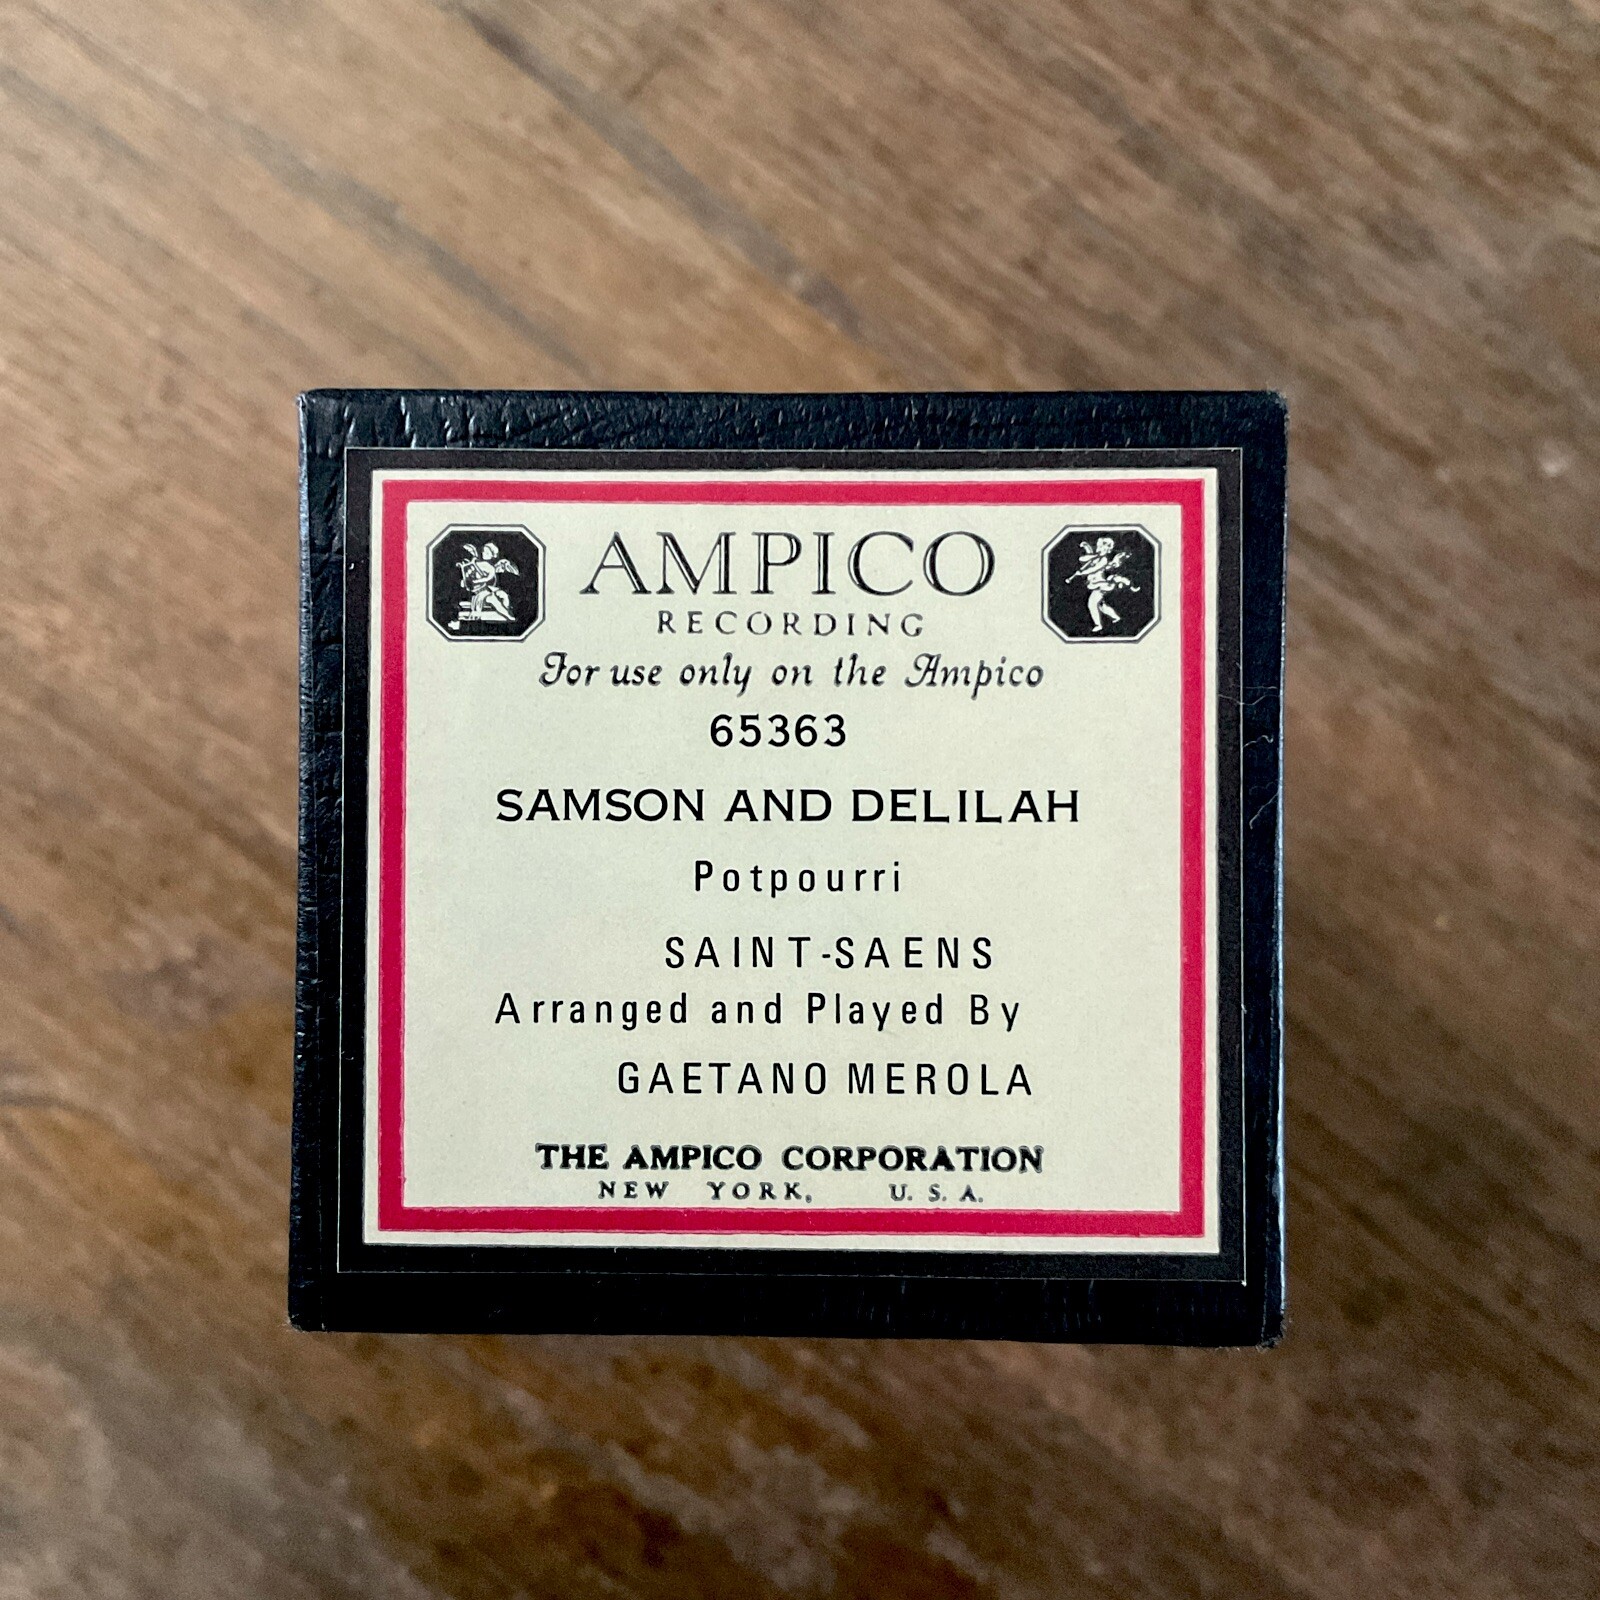 AMPICO
RECORDING
For use only on the Ampico
65363
SAMSON AND DELILAH
Potpourri
SAINT-SAENS
Arranged and Played By
GAETANO MEROLA
THE AMPICO CORPORATION
NEW YORK, U. S. A.